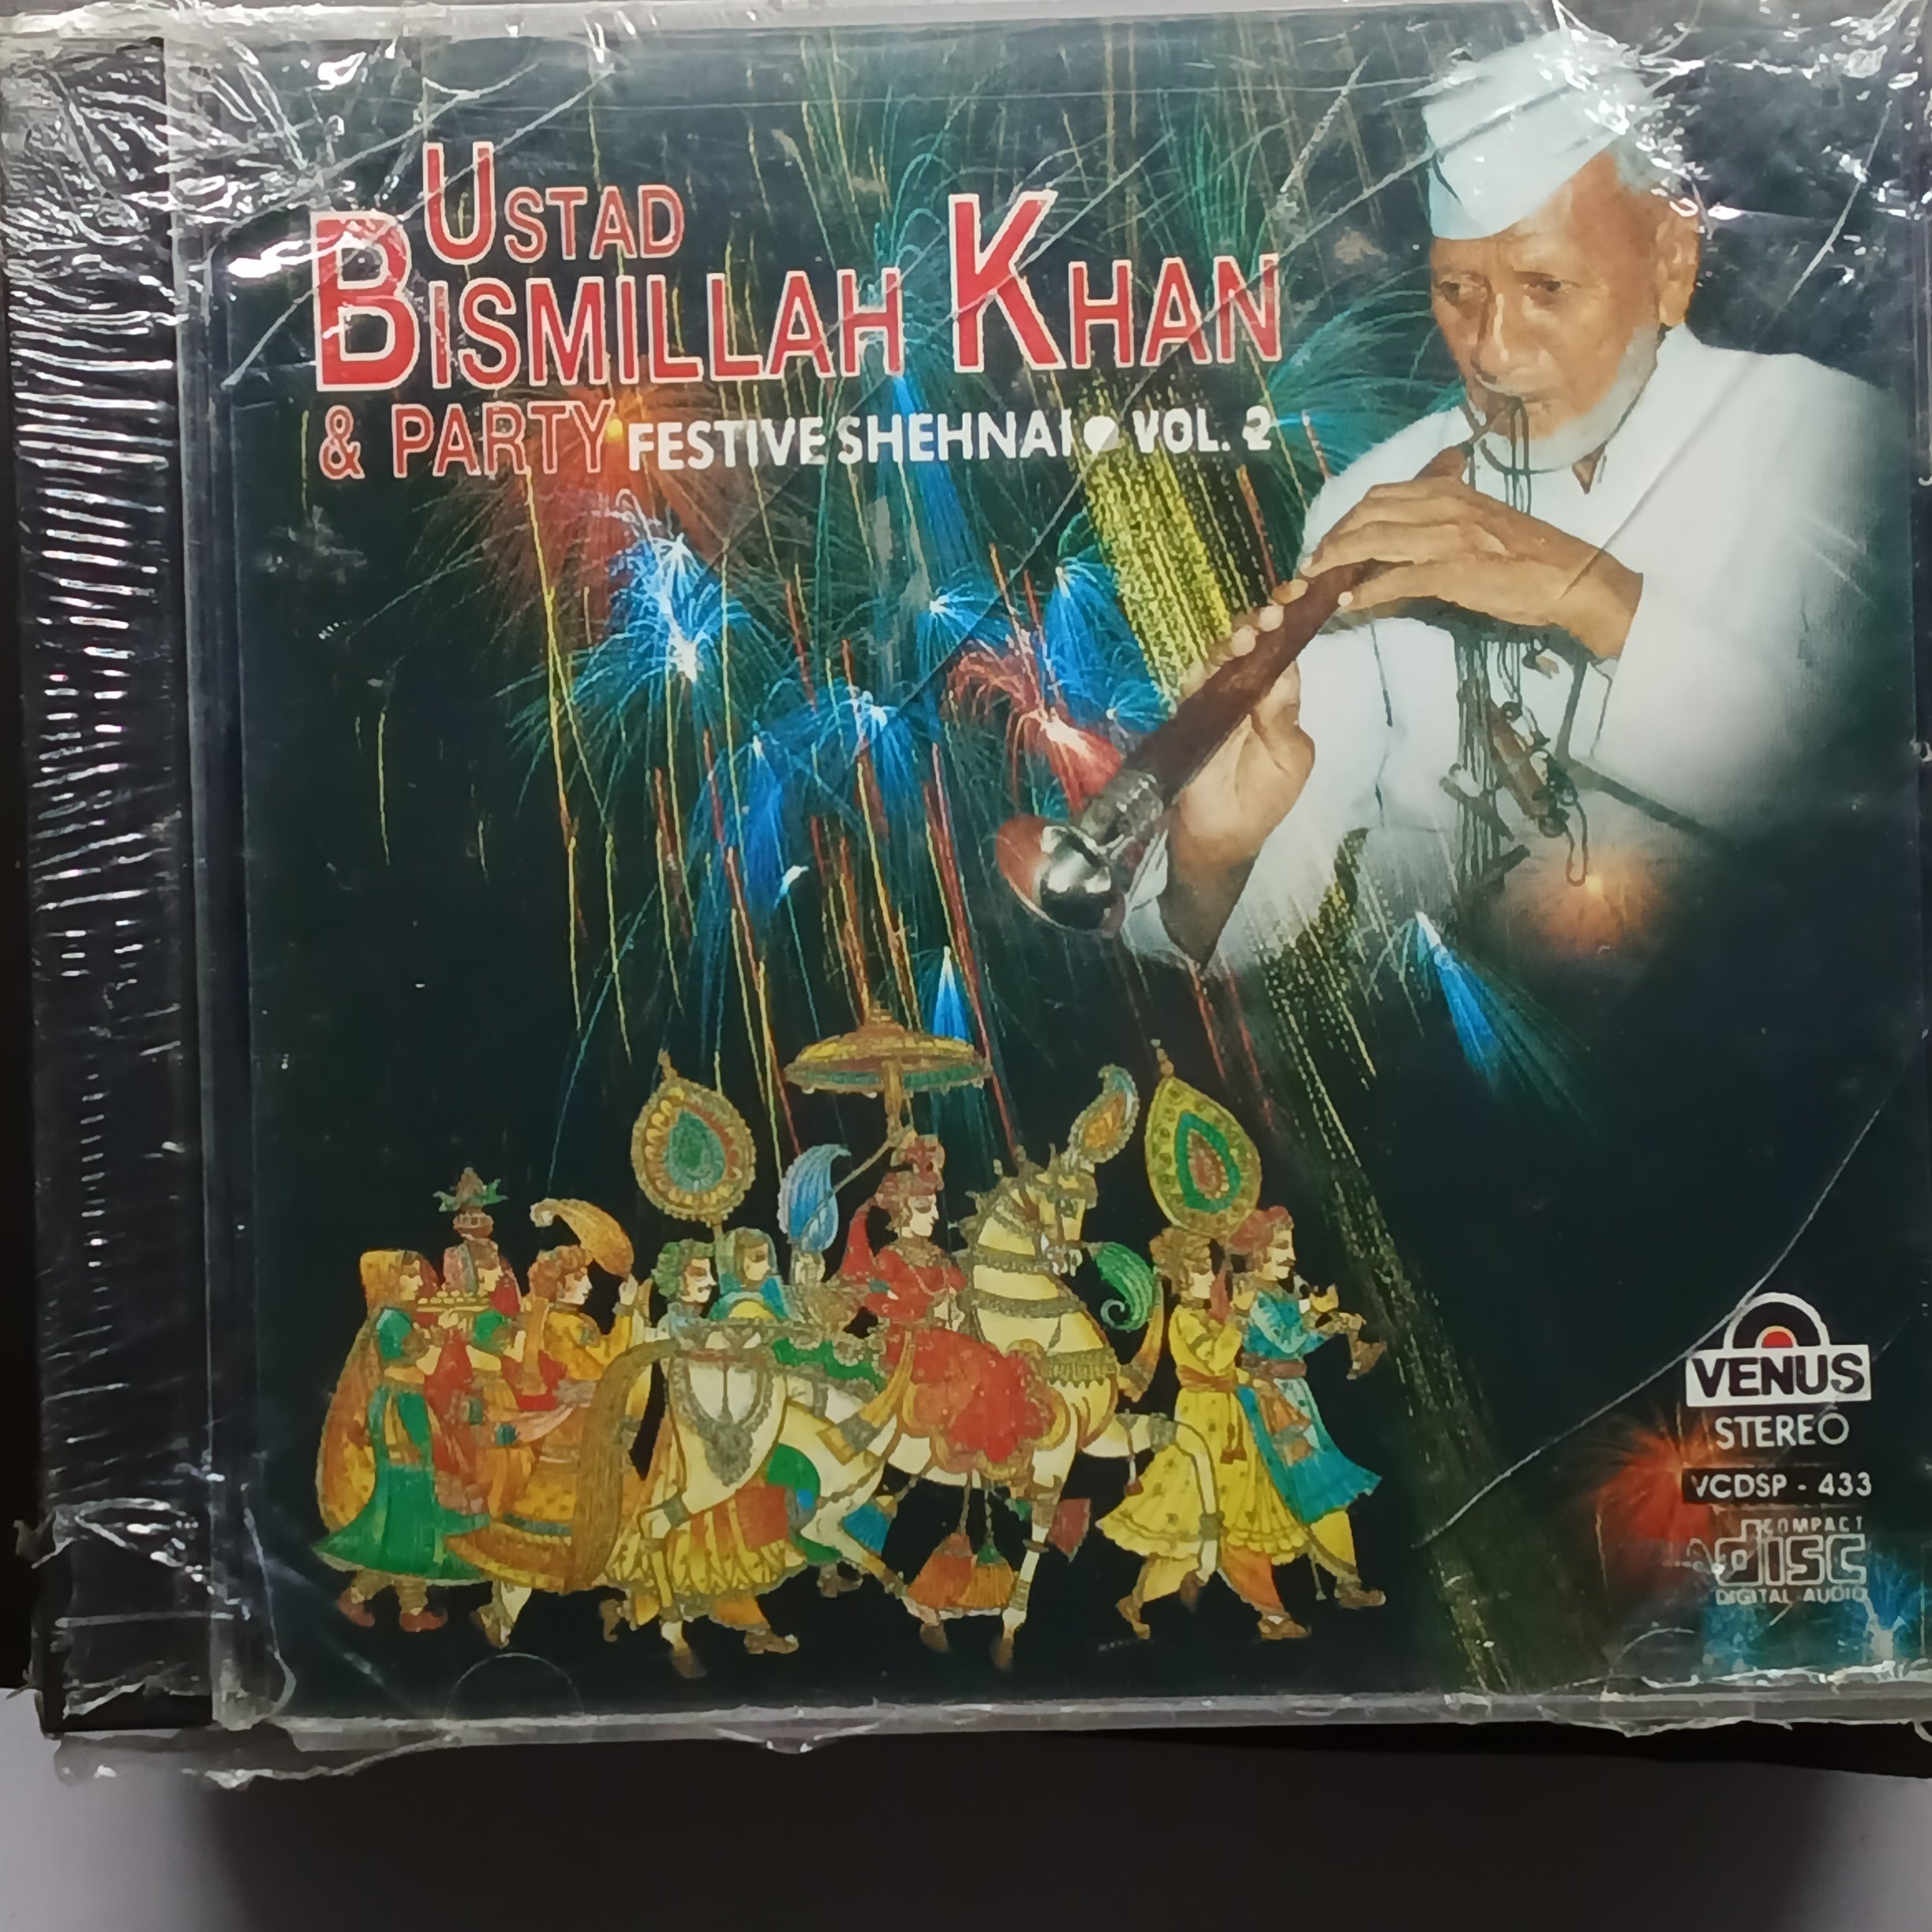 USTAD
BISMILLAH KHAN
& PARTY FESTIVE SHEHNAI • VOL. 2
VENUS
STEREO
VCDSP - 433
COMPACT
disc
DIGITAL AUDIO